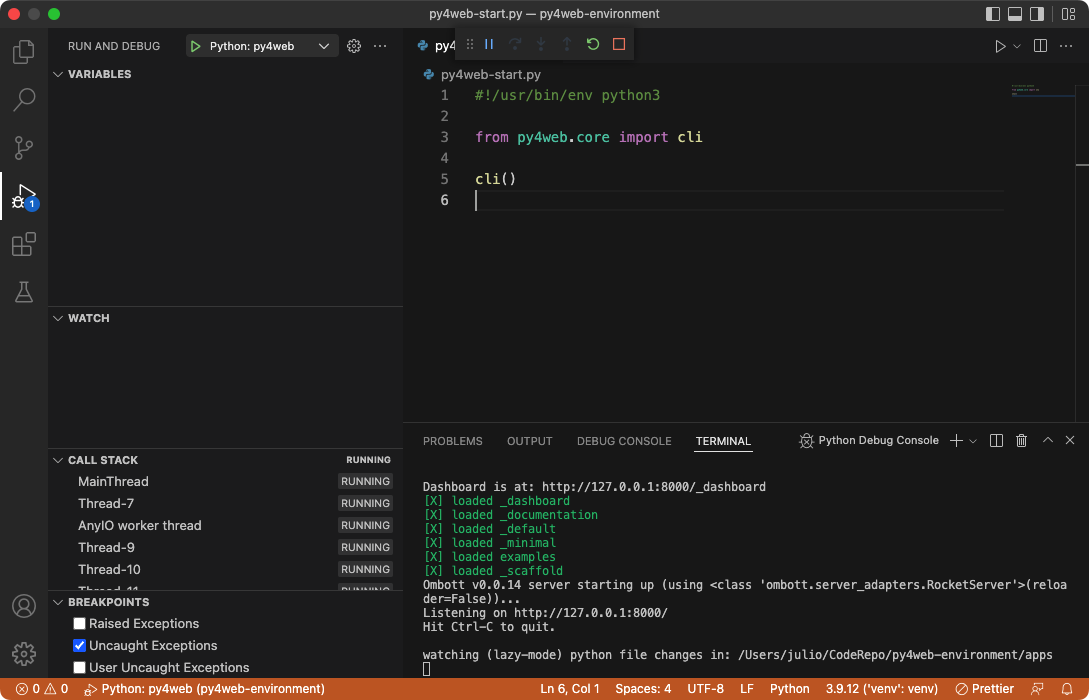 py4web-start.py — py4web-environment
RUN AND DEBUG
Python: py4web
VARIABLES
WATCH
CALL STACK
RUNNING
MainThread
RUNNING
Thread-7
RUNNING
AnyIO worker thread
RUNNING
Thread-9
RUNNING
Thread-10
RUNNING
Thread-11
RUNNING
BREAKPOINTS
Raised Exceptions
Uncaught Exceptions
User Uncaught Exceptions
1
py4
py4web-start.py
1 #!/usr/bin/env python3
2
3 from py4web.core import cli
4
5 cli()
6
PROBLEMS
OUTPUT
DEBUG CONSOLE
TERMINAL
Python Debug Console
Dashboard is at: http://127.0.0.1:8000/_dashboard
[X] loaded _dashboard
[X] loaded _documentation
[X] loaded _default
[X] loaded _minimal
[X] loaded examples
[X] loaded _scaffold
Ombott v0.0.14 server starting up (using <class 'ombott.server_adapters.RocketServer'>(reloa
der=False))...
Listening on http://127.0.0.1:8000/
Hit Ctrl-C to quit.
watching (lazy-mode) python file changes in: /Users/julio/CodeRepo/py4web-environment/apps
0
0
Python: py4web (py4web-environment)
Ln 6, Col 1
Spaces: 4
UTF-8
LF
Python
3.9.12 ('venv': venv)
Prettier